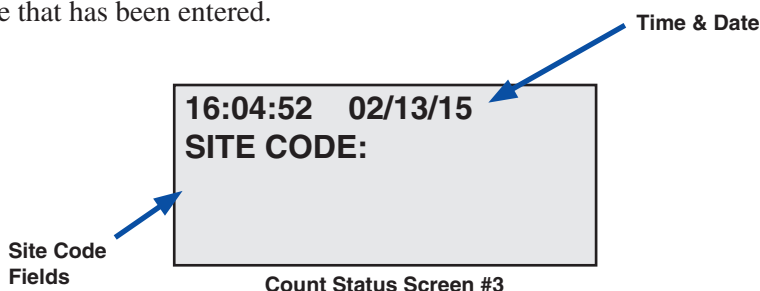 e that has been entered.
Time & Date
16:04:52 02/13/15
SITE CODE:
Site Code
Fields
Count Status Screen #3